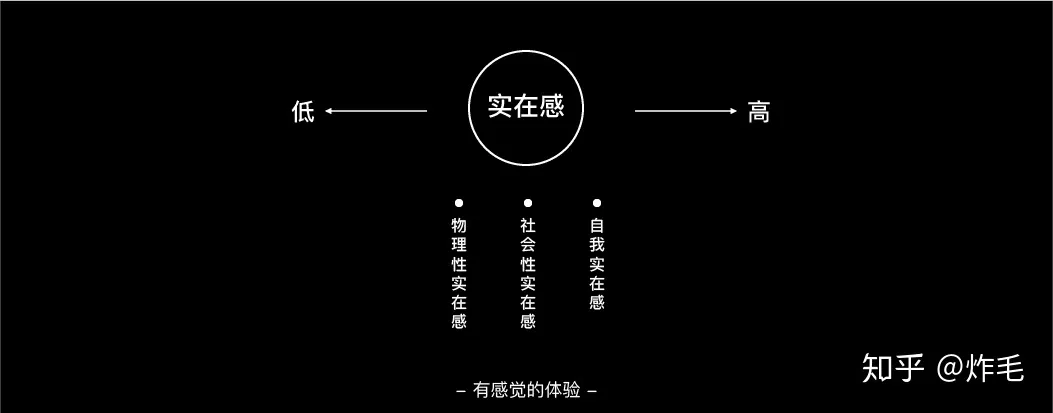 低
实在感
高
物理性实在感
社会性实在感
自我实在感
– 有感觉的体验 –
知乎 @炸毛